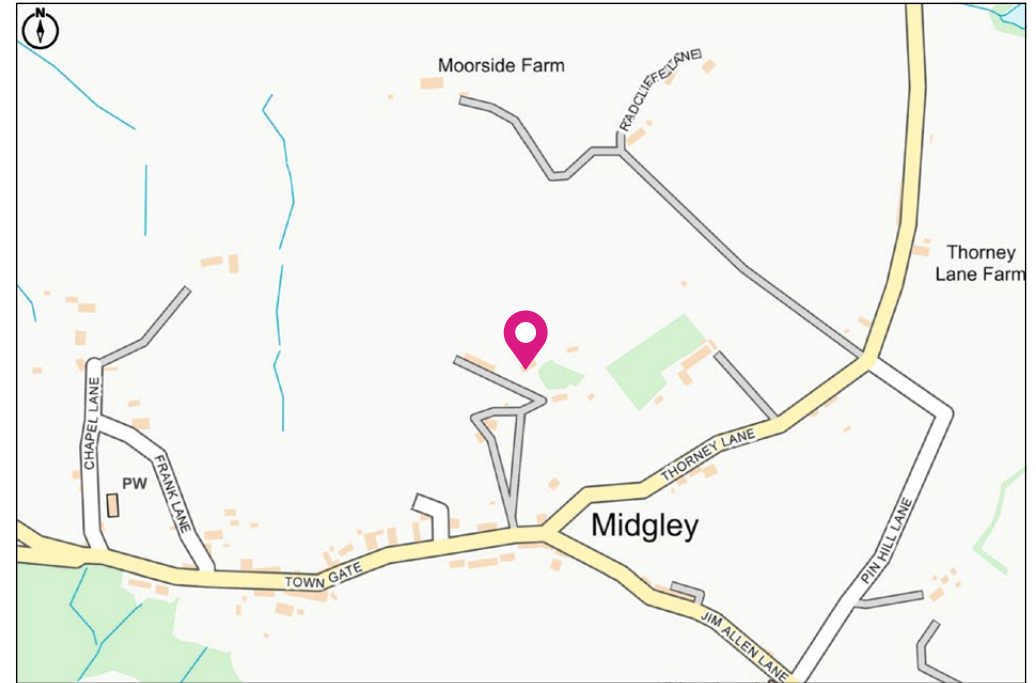 N
Moorside Farm
RADCLIFFE LANE
Thorney
Lane Farm
CHAPEL LANE
FRANK LANE
PW
THORNEY LANE
Midgley
TOWN GATE
PIN HILL LANE
JIM ALLEN LANE